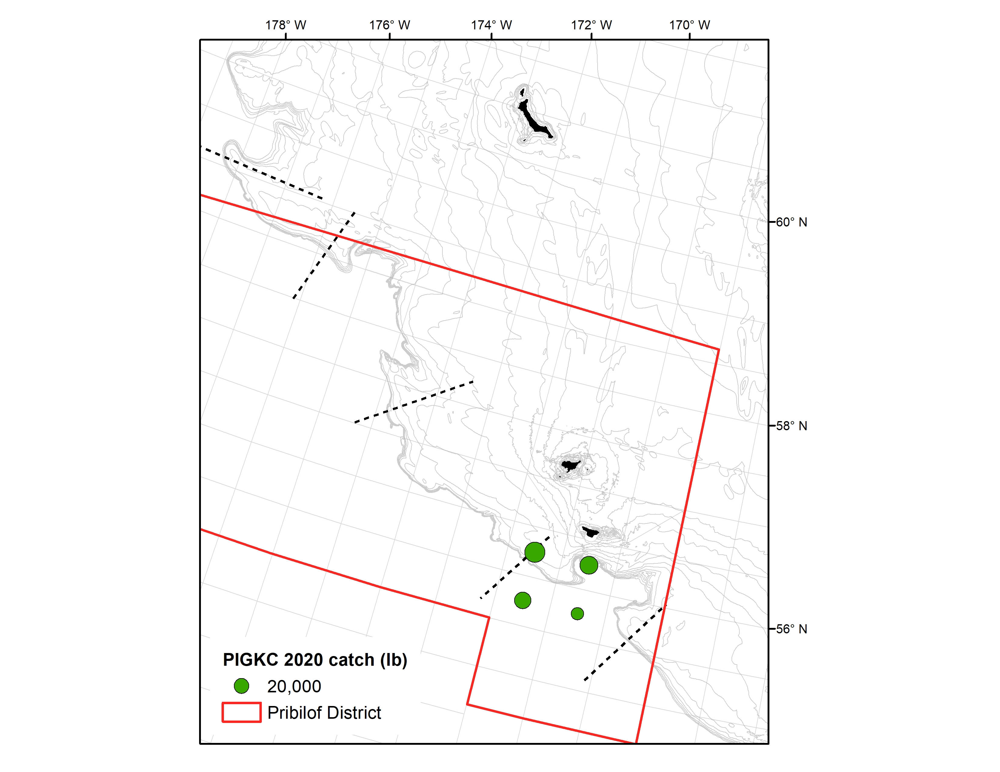 178° W 176° W 174° W 172° W 170° W
60° N
58° N
56° N
PIGKC 2020 catch (lb)
20,000
Pribilof District